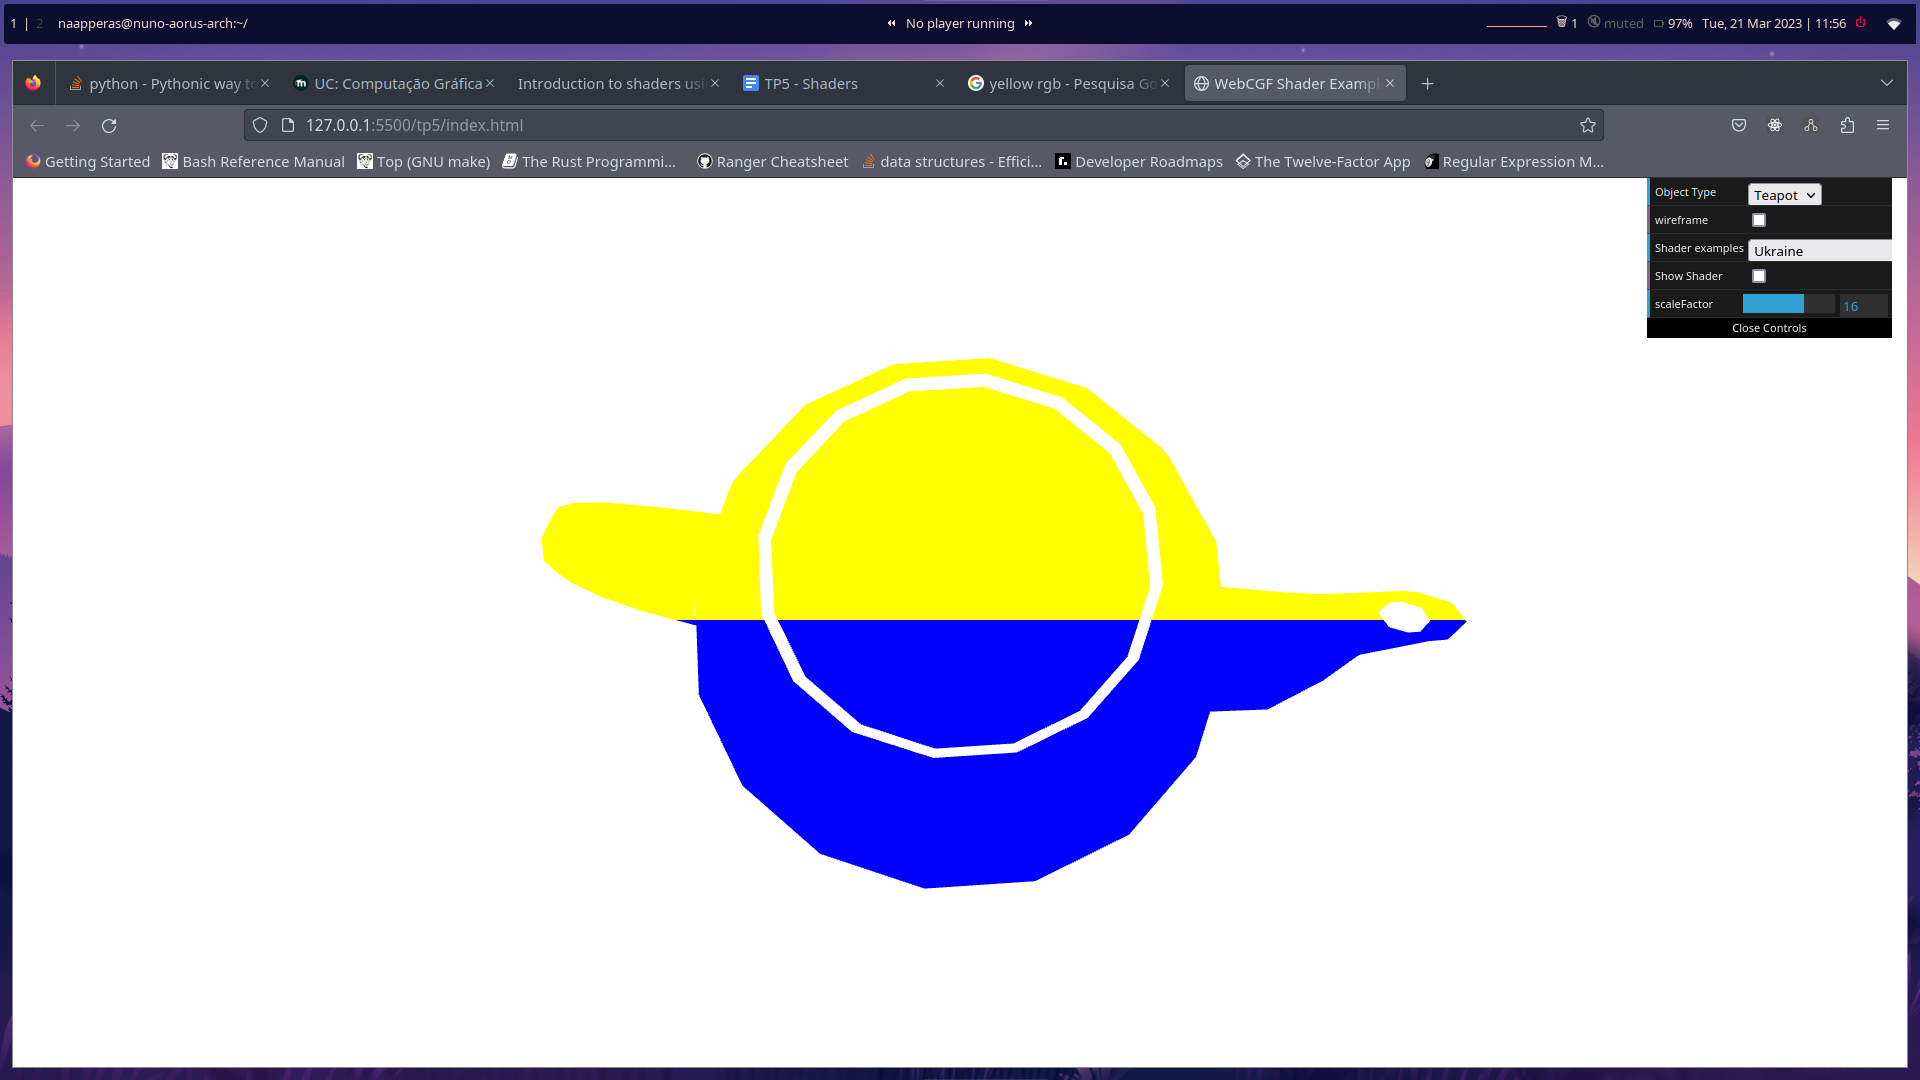 1 | 2 naapperas@nuno-aorus-arch:~/ No player running 1 muted 97% Tue, 21 Mar 2023 | 11:56
python - Pythonic way to UC: Computação Gráfica Introduction to shaders usi TP5 - Shaders yellow rgb - Pesquisa Go WebCGF Shader Exampl
127.0.0.1:5500/tp5/index.html
Getting Started Bash Reference Manual Top (GNU make) The Rust Programmi... Ranger Cheatsheet data structures - Effici... Developer Roadmaps The Twelve-Factor App Regular Expression M...
Object Type Teapot
wireframe
Shader examples Ukraine
Show Shader
scaleFactor 16
Close Controls